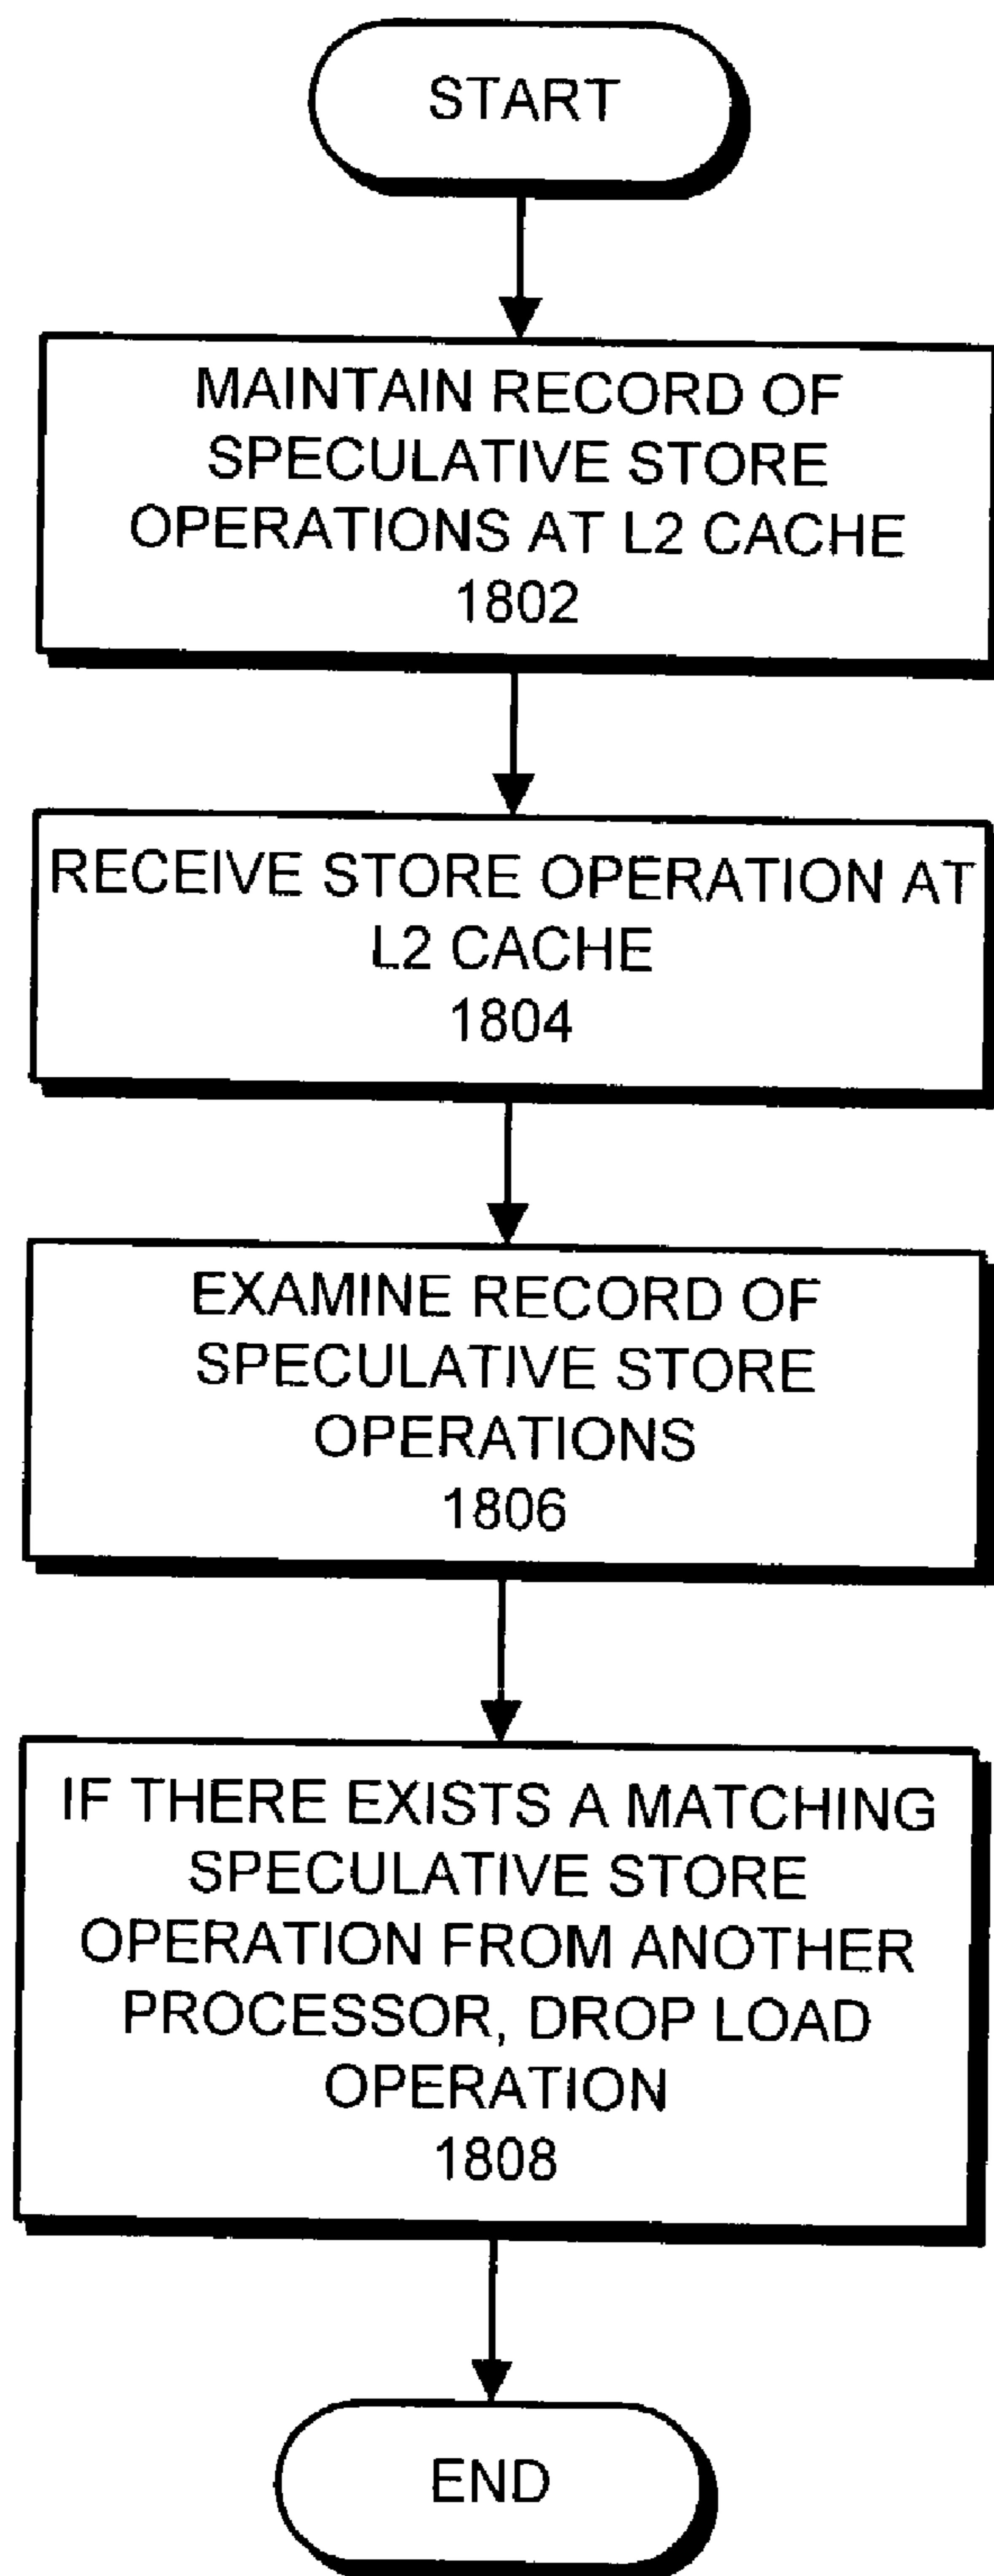 START
MAINTAIN RECORD OF
SPECULATIVE STORE
OPERATIONS AT L2 CACHE
1802
RECEIVE STORE OPERATION AT
L2 CACHE
1804
EXAMINE RECORD OF
SPECULATIVE STORE
OPERATIONS
1806
IF THERE EXISTS A MATCHING
SPECULATIVE STORE
OPERATION FROM ANOTHER
PROCESSOR, DROP LOAD
OPERATION
1808
END